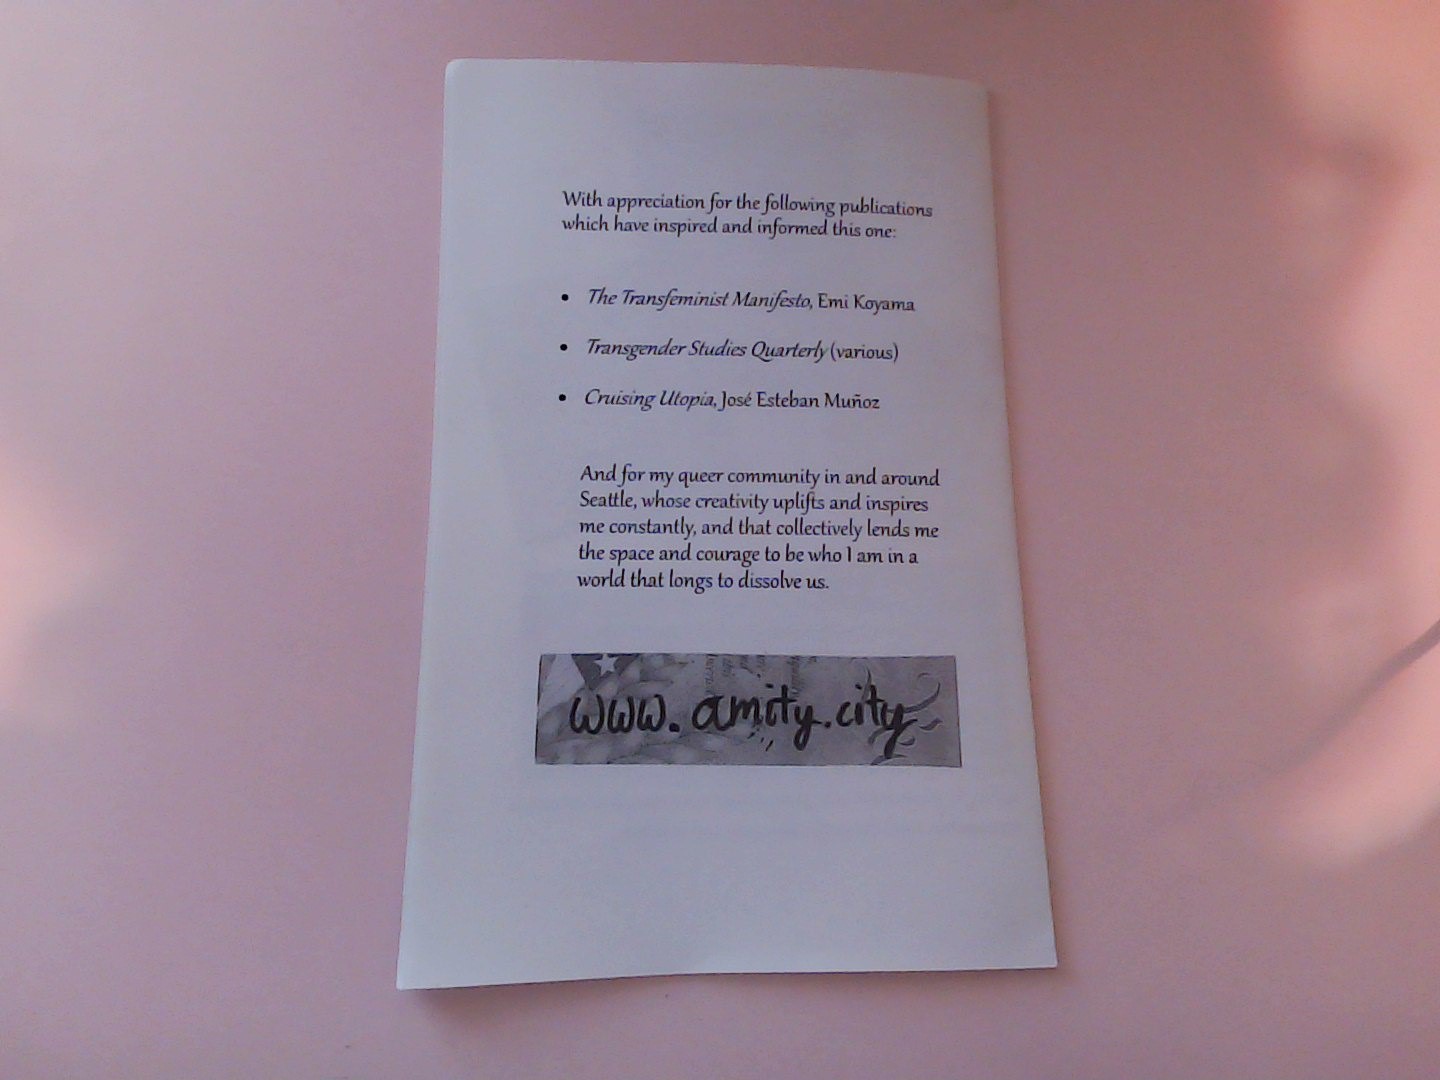 With appreciation for the following publications
which have inspired and informed this one:
• The Transfeminist Manifesto, Emi Koyama
• Transgender Studies Quarterly (various)
• Cruising Utopia, José Esteban Muñoz
And for my queer community in and around
Seattle, whose creativity uplifts and inspires
me constantly, and that collectively lends me
the space and courage to be who I am in a
world that longs to dissolve us.
www.amity.city